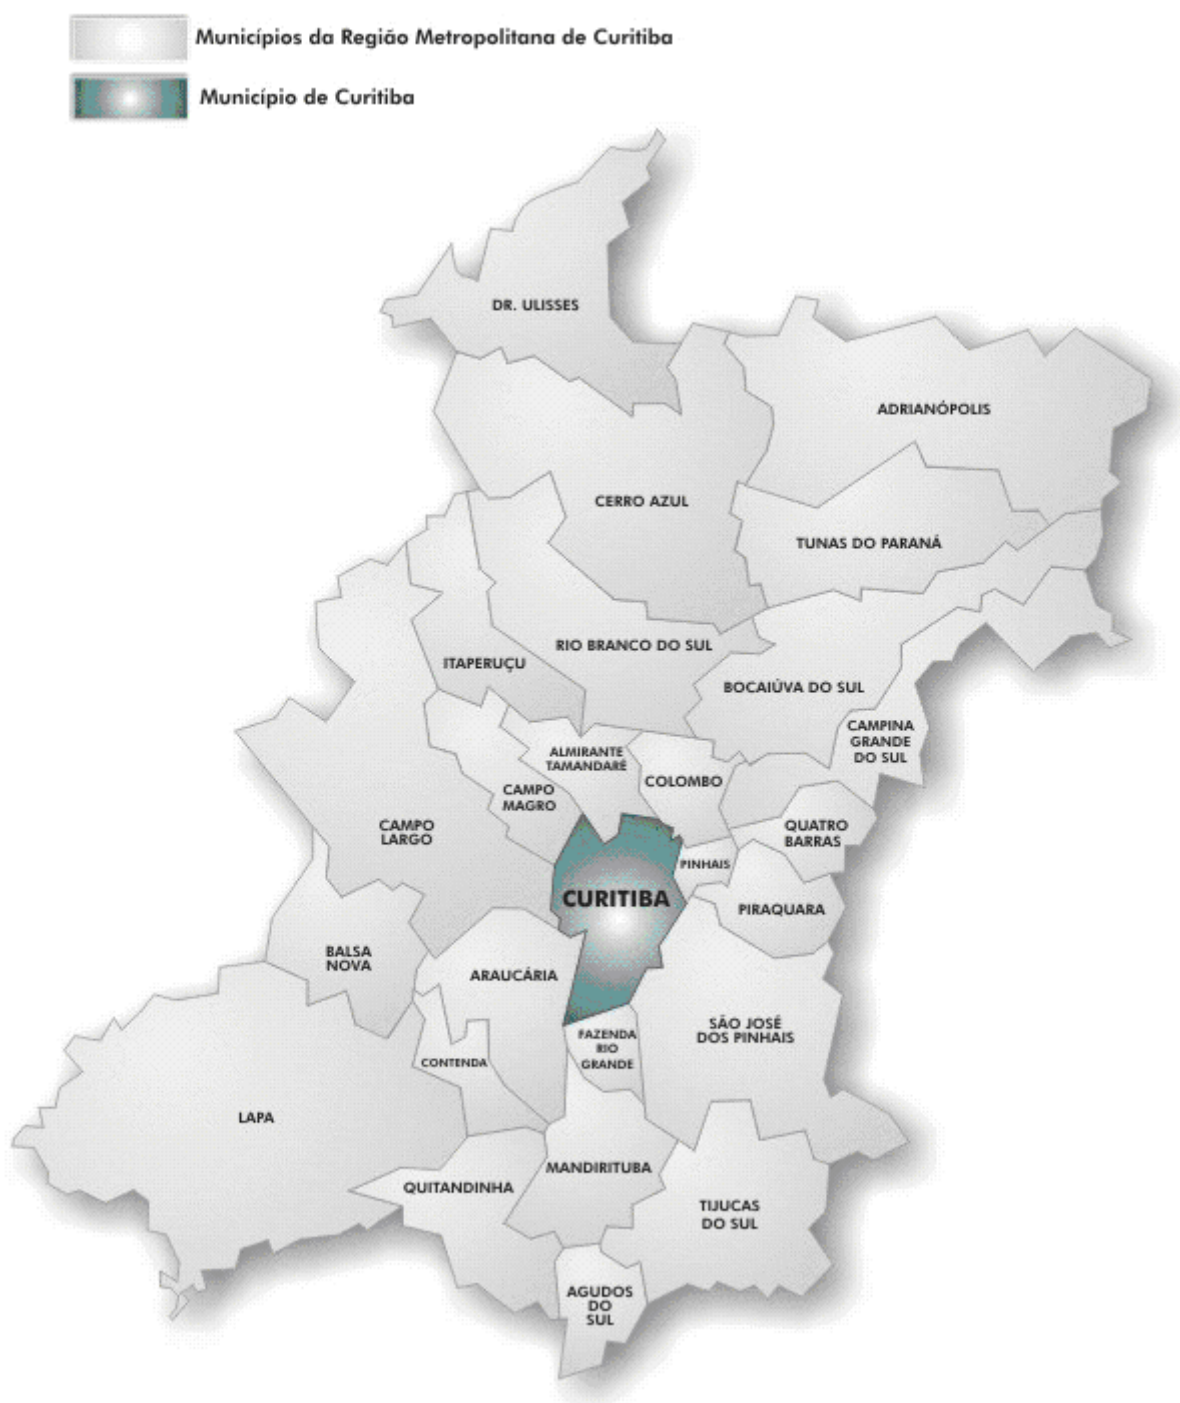 Municípios da Região Metropolitana de Curitiba
Município de Curitiba
DR. ULISSES
ADRIANÓPOLIS
CERRO AZUL
TUNAS DO PARANÁ
RIO BRANCO DO SUL
ITAPERUÇU
BOCAIÚVA DO SUL
CAMPINA
GRANDE
DO SUL
ALMIRANTE
TAMANDARÉ
COLOMBO
CAMPO
MAGRO
CAMPO
LARGO
QUATRO
BARRAS
PINHAIS
CURITIBA
PIRAQUARA
BALSA
NOVA
ARAUCÁRIA
SÃO JOSÉ
DOS PINHAIS
FAZENDA
RIO
GRANDE
CONTENDA
LAPA
MANDIRITUBA
QUITANDINHA
TIJUCAS
DO SUL
AGUDOS
DO
SUL